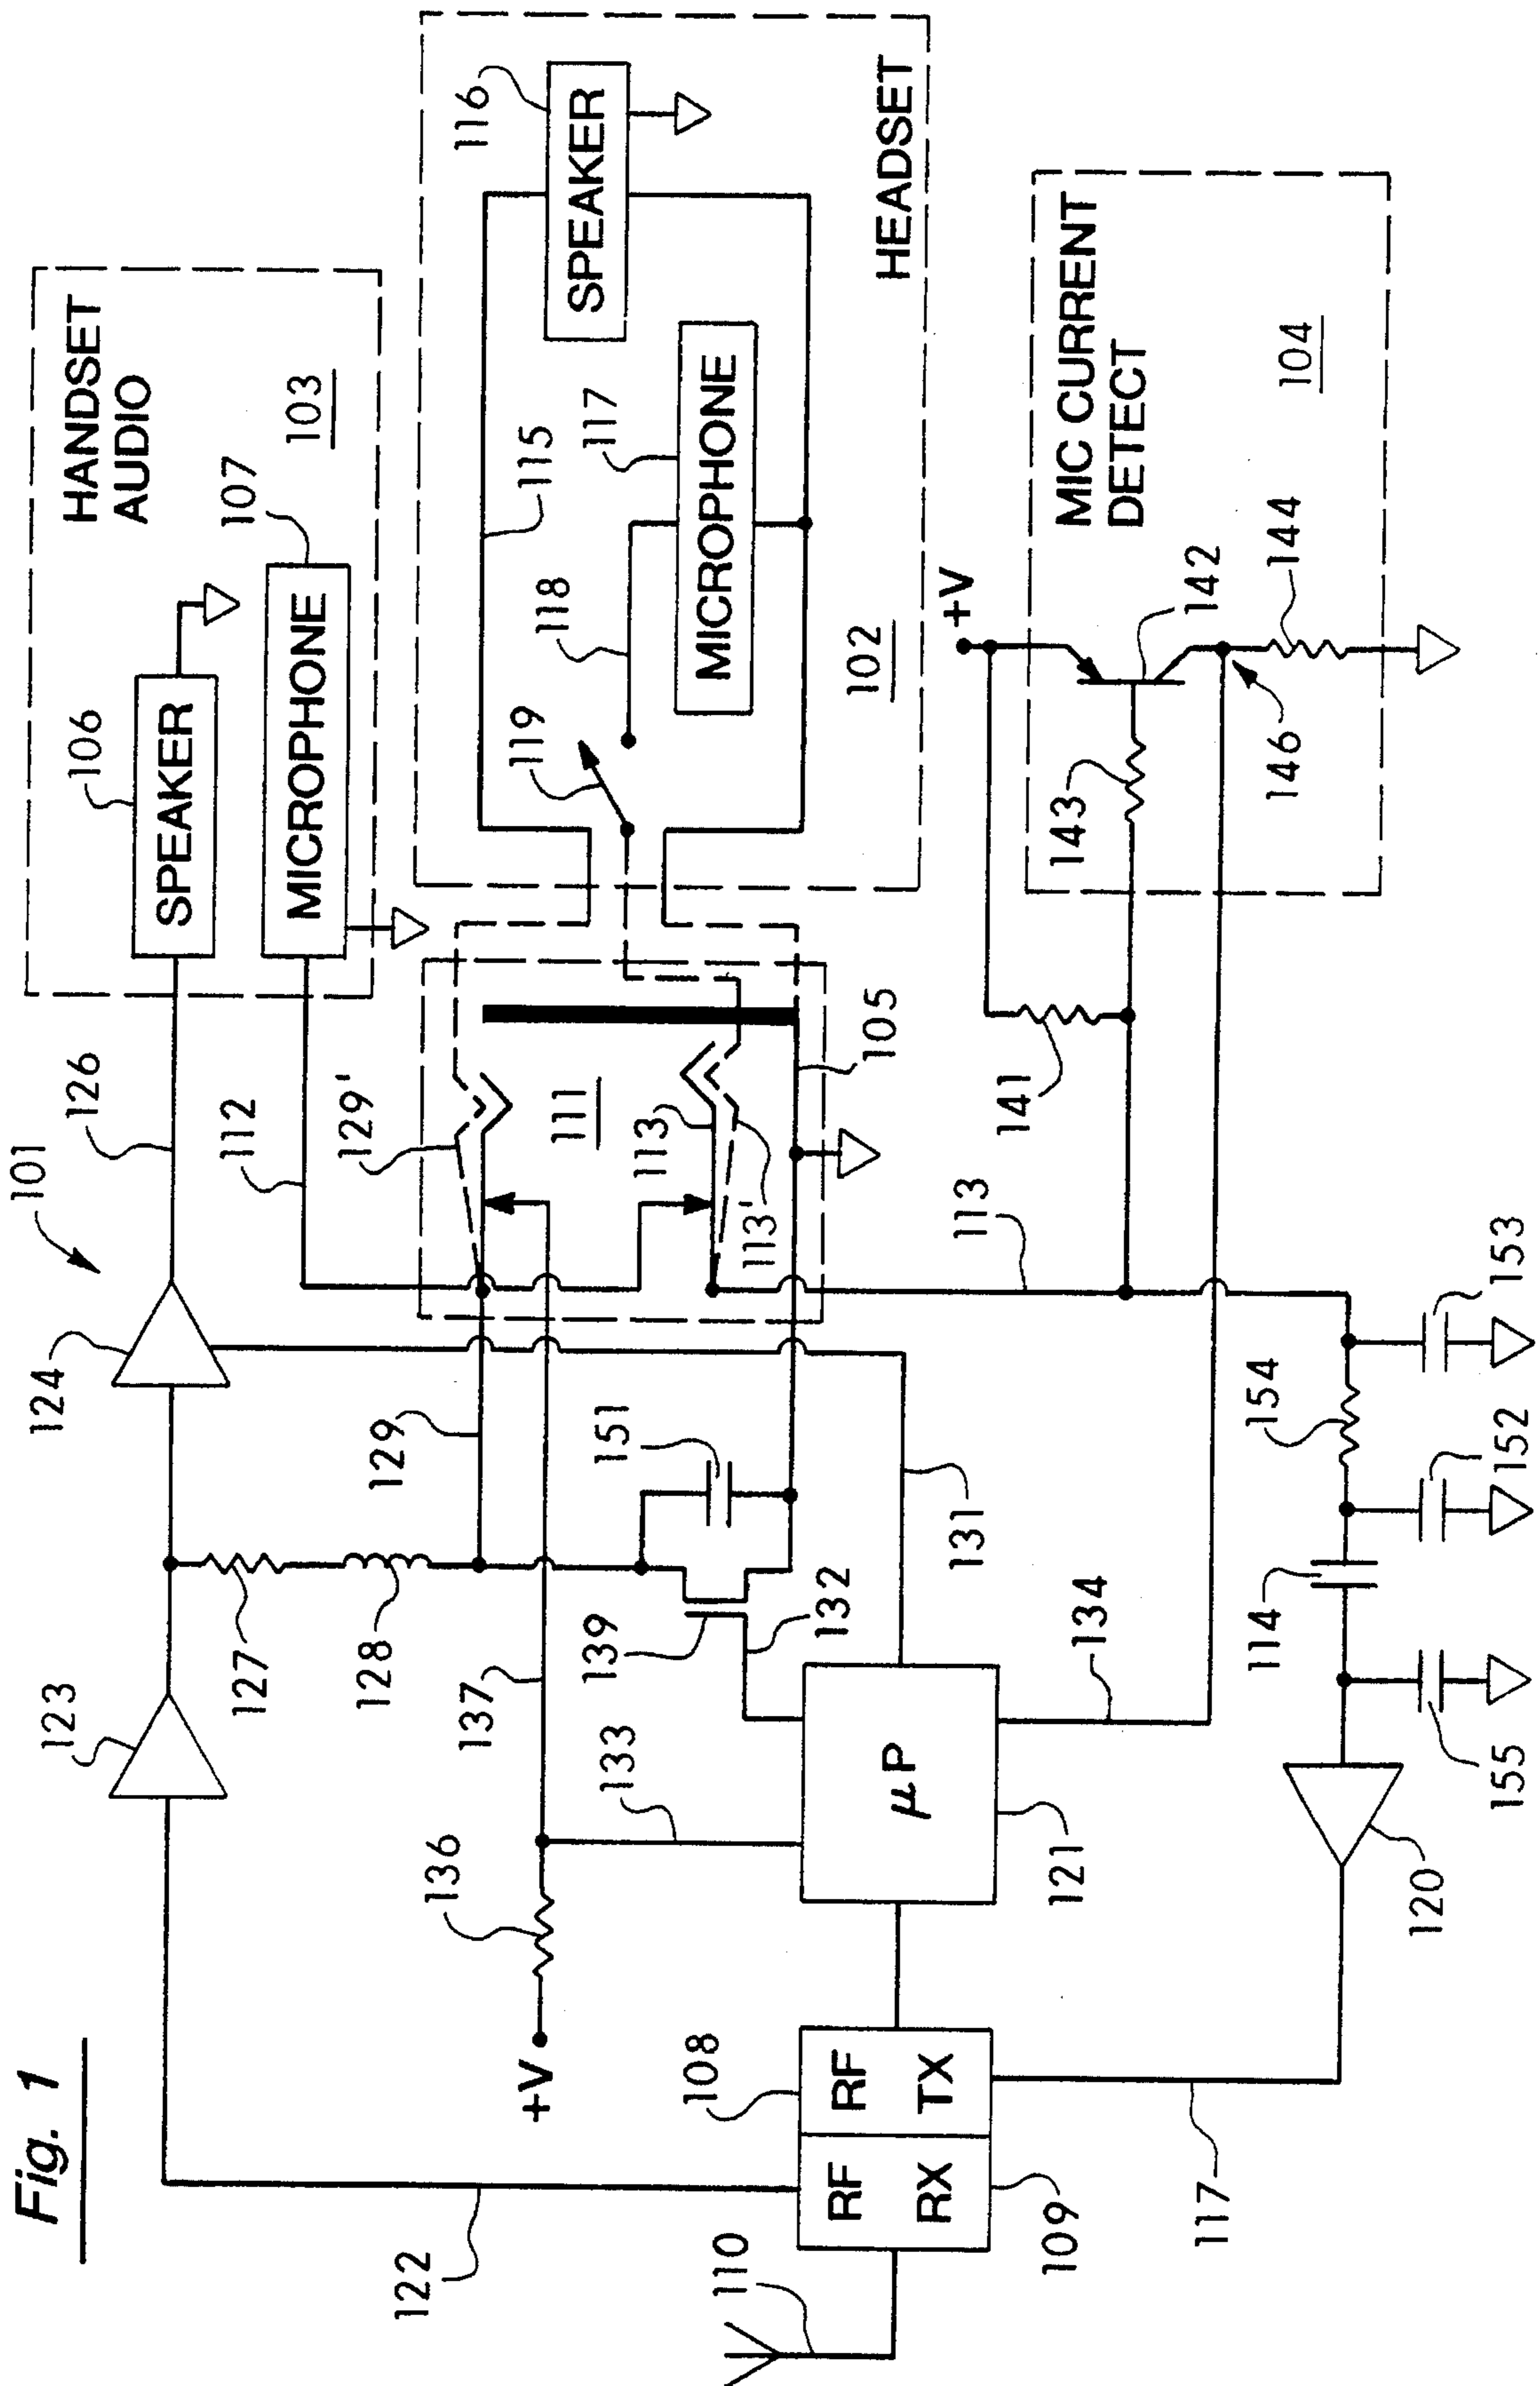 Fig. 1
101
HANDSET
AUDIO
103
106
SPEAKER
107
MICROPHONE
126
112
124
123
122
127
128
129
129'
111
113
113'
105
115
116
SPEAKER
117
MICROPHONE
118
119
102
HEADSET
+V
136
137
133
139
132
151
131
134
μP
121
110
RF
RX
109
RF
TX
108
117
120
155
114
152
154
153
113
141
+V
MIC CURRENT
DETECT
104
142
143
144
146